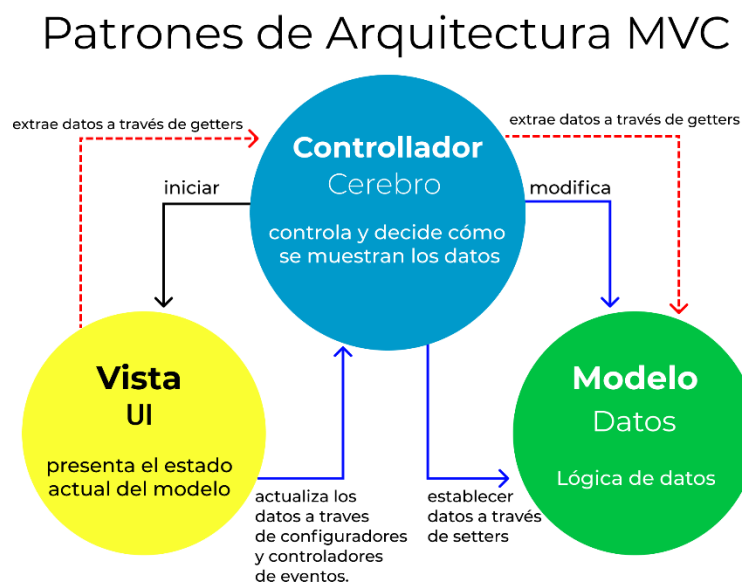 Patrones de Arquitectura MVC
extrae datos a través de getters
extrae datos a través de getters
Controllador
Cerebro
controla y decide cómo
se muestran los datos
iniciar
modifica
Vista
UI
presenta el estado
actual del modelo
Modelo
Datos
Lógica de datos
actualiza los
datos a traves
de configuradores
y controladores
de eventos.
establecer
datos a través
de setters